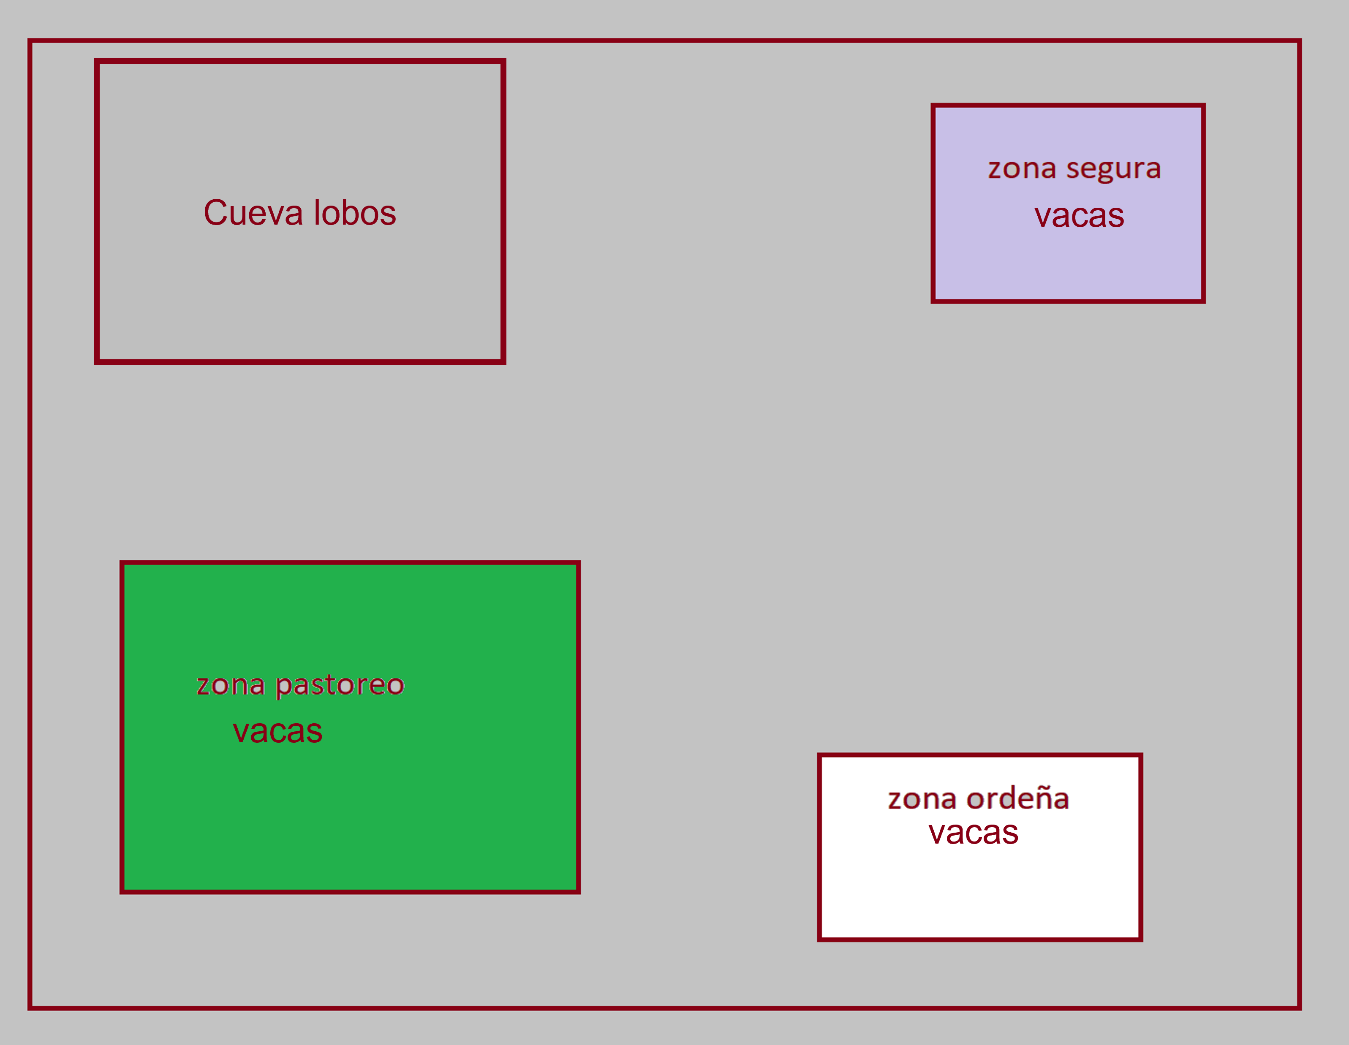 Cueva lobos
zona segura
vacas
zona pastoreo
vacas
zona ordeña
vacas